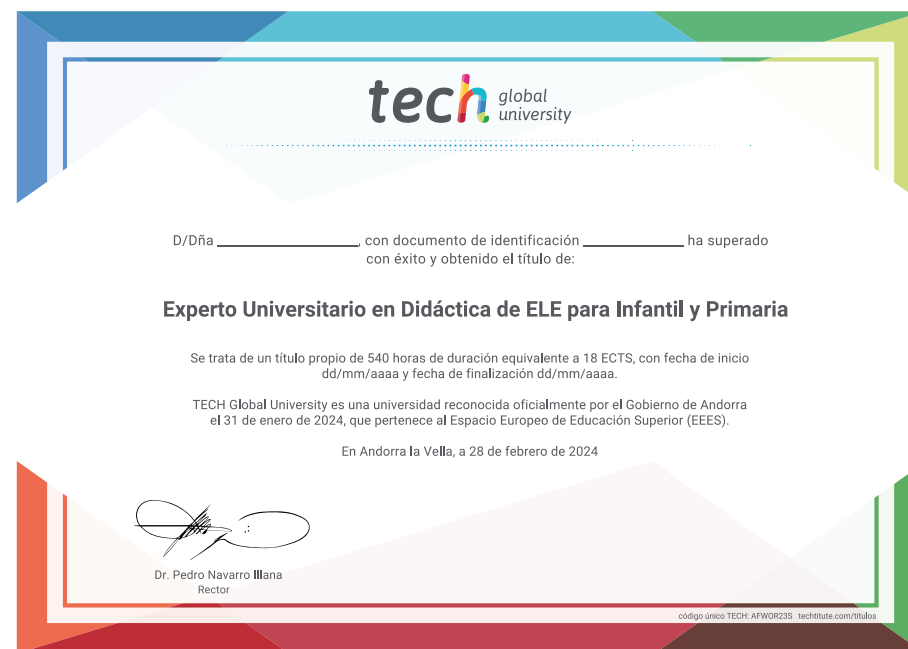 tech global
university
D/Dña ____________________, con documento de identificación ______________ ha superado
con éxito y obtenido el título de:
Experto Universitario en Didáctica de ELE para Infantil y Primaria
Se trata de un título propio de 540 horas de duración equivalente a 18 ECTS, con fecha de inicio
dd/mm/aaaa y fecha de finalización dd/mm/aaaa.
TECH Global University es una universidad reconocida oficialmente por el Gobierno de Andorra
el 31 de enero de 2024, que pertenece al Espacio Europeo de Educación Superior (EEES).
En Andorra la Vella, a 28 de febrero de 2024
Dr. Pedro Navarro Illana
Rector
código único TECH: AFWOR23S techtitute.com/titulos